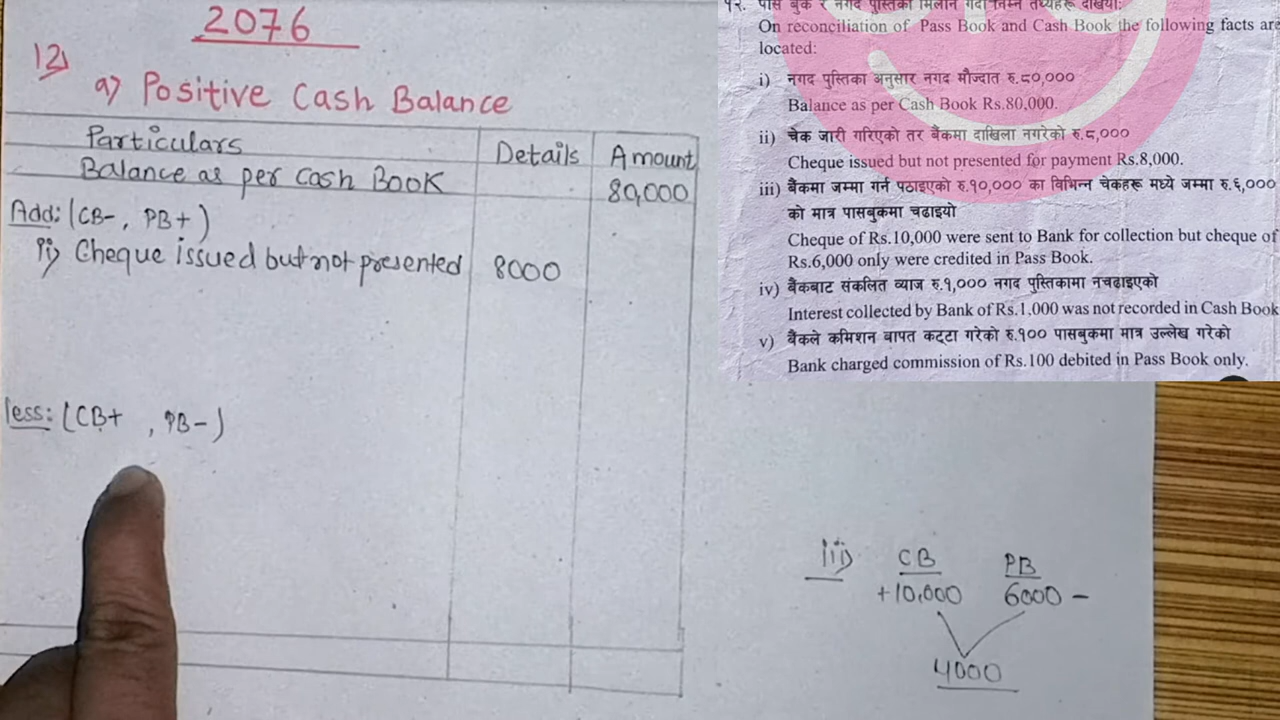 2076
12)
a) Positive Cash Balance
Particulars Details Amount
Balance as per Cash Book 80,000
Add: (CB-, PB+)
ii) Cheque issued but not presented 8000
Less: (CB+ , PB-)
iii) CB PB
+10,000 6000 -
4000
१२. पास बुक र नगद पुस्तिका मिलान गर्दा निम्न तथ्यहरू देखियो:
On reconciliation of Pass Book and Cash Book the following facts are
located:
i) नगद पुस्तिका अनुसार नगद मौज्दात रु.८०,०००
Balance as per Cash Book Rs.80,000.
ii) चेक जारी गरिएको तर बैंकमा दाखिला नगरेको रु.८,०००
Cheque issued but not presented for payment Rs.8,000.
iii) बैंकमा जम्मा गर्न पठाइएको रु.१०,००० का विभिन्न चेकहरू मध्ये जम्मा रु.६,०००
को मात्र पासबुकमा चढाइयो
Cheque of Rs.10,000 were sent to Bank for collection but cheque of
Rs.6,000 only were credited in Pass Book.
iv) बैंकबाट संकलित व्याज रु.१,००० नगद पुस्तिकामा नचढाइएको
Interest collected by Bank of Rs.1,000 was not recorded in Cash Book
v) बैंकले कमिशन बापत कट्टा गरेको रु.१०० पासबुकमा मात्र उल्लेख गरेको
Bank charged commission of Rs.100 debited in Pass Book only.